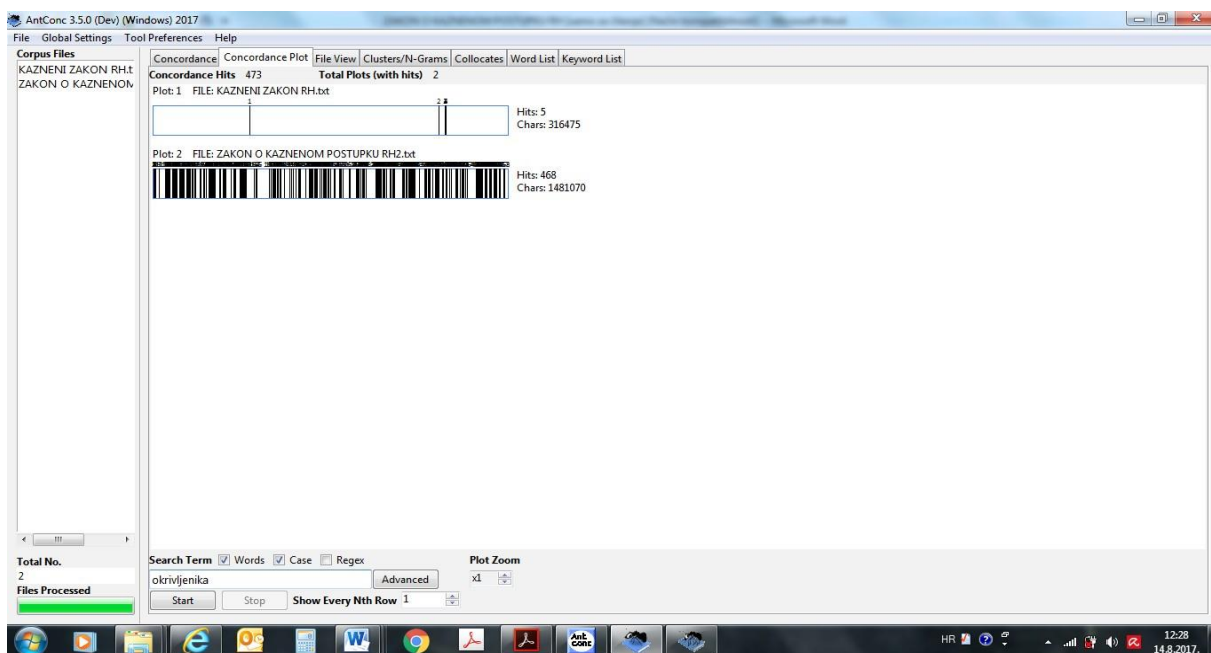 AntConc 3.5.0 (Dev) (Windows) 2017
File Global Settings Tool Preferences Help
Corpus Files
KAZNENI ZAKON RH.t
ZAKON O KAZNENOM
Concordance Concordance Plot File View Clusters/N-Grams Collocates Word List Keyword List
Concordance Hits 473 Total Plots (with hits) 2
Plot: 1 FILE: KAZNENI ZAKON RH.txt
1 2
Hits: 5
Chars: 316475
Plot: 2 FILE: ZAKON O KAZNENOM POSTUPKU RH2.txt
Hits: 468
Chars: 1481070
Total No.
2
Files Processed
Search Term Words Case Regex
okrivljenika Advanced
Start Stop Show Every Nth Row 1
Plot Zoom
x1
HR
12:28
14.8.2017.